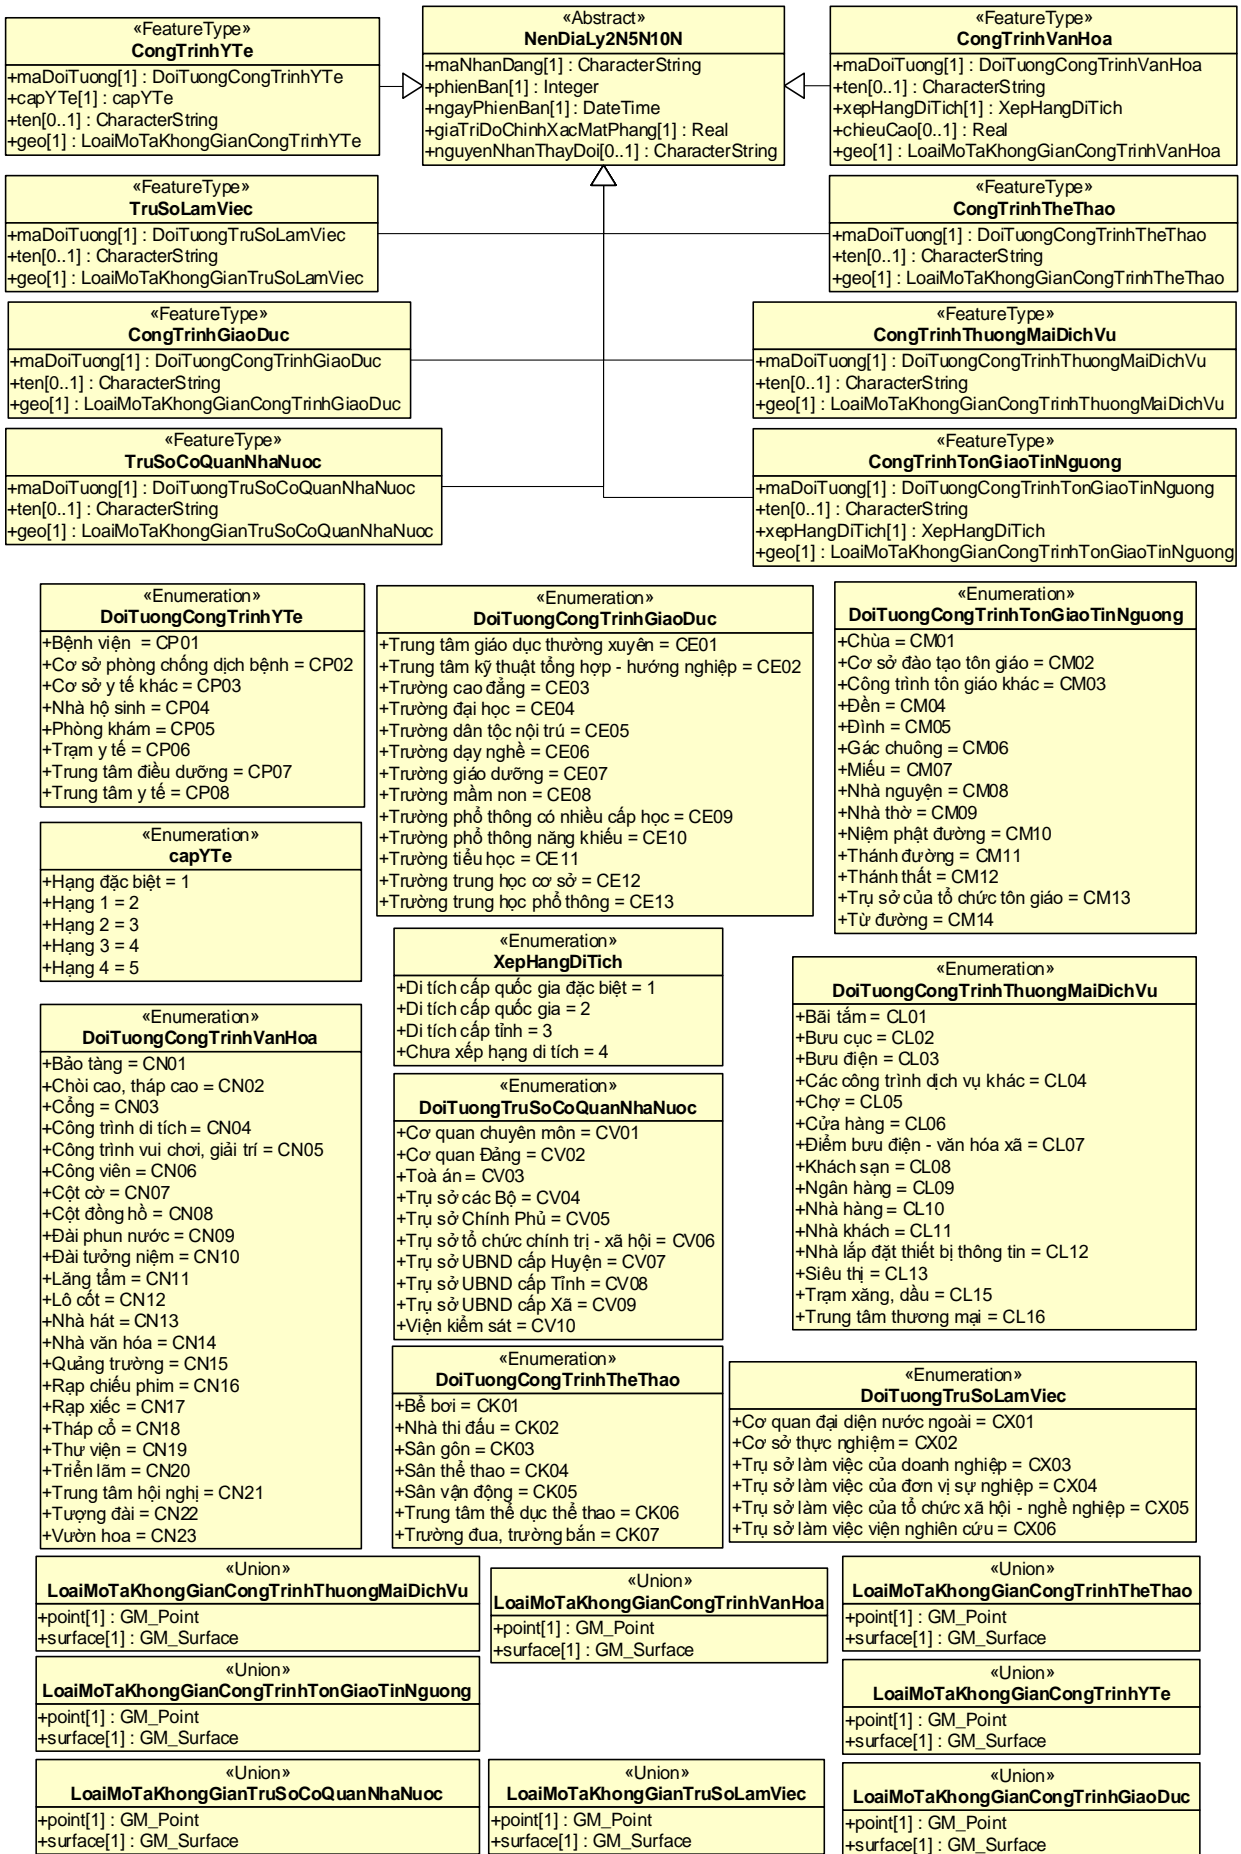 «FeatureType»
CongTrinhYTe
+maDoiTuong[1] : DoiTuongCongTrinhYTe
+capYTe[1] : capYTe
+ten[0..1] : CharacterString
+geo[1] : LoaiMoTaKhongGianCongTrinhYTe
«Abstract»
NenDiaLy2N5N10N
+maNhanDang[1] : CharacterString
+phienBan[1] : Integer
+ngayPhienBan[1] : DateTime
+giaTriDoChinhXacMatPhang[1] : Real
+nguyenNhanThayDoi[0..1] : CharacterString
«FeatureType»
CongTrinhVanHoa
+maDoiTuong[1] : DoiTuongCongTrinhVanHoa
+ten[0..1] : CharacterString
+xepHangDiTich[1] : XepHangDiTich
+chieuCao[0..1] : Real
+geo[1] : LoaiMoTaKhongGianCongTrinhVanHoa
«FeatureType»
TruSoLamViec
+maDoiTuong[1] : DoiTuongTruSoLamViec
+ten[0..1] : CharacterString
+geo[1] : LoaiMoTaKhongGianTruSoLamViec
«FeatureType»
CongTrinhTheThao
+maDoiTuong[1] : DoiTuongCongTrinhTheThao
+ten[0..1] : CharacterString
+geo[1] : LoaiMoTaKhongGianCongTrinhTheThao
«FeatureType»
CongTrinhGiaoDuc
+maDoiTuong[1] : DoiTuongCongTrinhGiaoDuc
+ten[0..1] : CharacterString
+geo[1] : LoaiMoTaKhongGianCongTrinhGiaoDuc
«FeatureType»
CongTrinhThuongMaiDichVu
+maDoiTuong[1] : DoiTuongCongTrinhThuongMaiDichVu
+ten[0..1] : CharacterString
+geo[1] : LoaiMoTaKhongGianCongTrinhThuongMaiDichVu
«FeatureType»
TruSoCoQuanNhaNuoc
+maDoiTuong[1] : DoiTuongTruSoCoQuanNhaNuoc
+ten[0..1] : CharacterString
+geo[1] : LoaiMoTaKhongGianTruSoCoQuanNhaNuoc
«FeatureType»
CongTrinhTonGiaoTinNguong
+maDoiTuong[1] : DoiTuongCongTrinhTonGiaoTinNguong
+ten[0..1] : CharacterString
+xepHangDiTich[1] : XepHangDiTich
+geo[1] : LoaiMoTaKhongGianCongTrinhTonGiaoTinNguong
«Enumeration»
DoiTuongCongTrinhYTe
+Bệnh viện = CP01
+Cơ sở phòng chống dịch bệnh = CP02
+Cơ sở y tế khác = CP03
+Nhà hộ sinh = CP04
+Phòng khám = CP05
+Trạm y tế = CP06
+Trung tâm điều dưỡng = CP07
+Trung tâm y tế = CP08
«Enumeration»
DoiTuongCongTrinhGiaoDuc
+Trung tâm giáo dục thường xuyên = CE01
+Trung tâm kỹ thuật tổng hợp - hướng nghiệp = CE02
+Trường cao đẳng = CE03
+Trường đại học = CE04
+Trường dân tộc nội trú = CE05
+Trường dạy nghề = CE06
+Trường giáo dưỡng = CE07
+Trường mầm non = CE08
+Trường phổ thông có nhiều cấp học = CE09
+Trường phổ thông năng khiếu = CE10
+Trường tiểu học = CE11
+Trường trung học cơ sở = CE12
+Trường trung học phổ thông = CE13
«Enumeration»
DoiTuongCongTrinhTonGiaoTinNguong
+Chùa = CM01
+Cơ sở đào tạo tôn giáo = CM02
+Công trình tôn giáo khác = CM03
+Đền = CM04
+Đình = CM05
+Gác chuông = CM06
+Miếu = CM07
+Nhà nguyện = CM08
+Nhà thờ = CM09
+Niệm phật đường = CM10
+Thánh đường = CM11
+Thánh thất = CM12
+Trụ sở của tổ chức tôn giáo = CM13
+Từ đường = CM14
«Enumeration»
capYTe
+Hạng đặc biệt = 1
+Hạng 1 = 2
+Hạng 2 = 3
+Hạng 3 = 4
+Hạng 4 = 5
«Enumeration»
XepHangDiTich
+Di tích cấp quốc gia đặc biệt = 1
+Di tích cấp quốc gia = 2
+Di tích cấp tỉnh = 3
+Chưa xếp hạng di tích = 4
«Enumeration»
DoiTuongCongTrinhThuongMaiDichVu
+Bãi tắm = CL01
+Bưu cục = CL02
+Bưu điện = CL03
+Các công trình dịch vụ khác = CL04
+Chợ = CL05
+Cửa hàng = CL06
+Điểm bưu điện - văn hóa xã = CL07
+Khách sạn = CL08
+Ngân hàng = CL09
+Nhà hàng = CL10
+Nhà khách = CL11
+Nhà lắp đặt thiết bị thông tin = CL12
+Siêu thị = CL13
+Trạm xăng, dầu = CL15
+Trung tâm thương mại = CL16
«Enumeration»
DoiTuongCongTrinhVanHoa
+Bảo tàng = CN01
+Chòi cao, tháp cao = CN02
+Cổng = CN03
+Công trình di tích = CN04
+Công trình vui chơi, giải trí = CN05
+Công viên = CN06
+Cột cờ = CN07
+Cột đồng hồ = CN08
+Đài phun nước = CN09
+Đài tưởng niệm = CN10
+Lăng tẩm = CN11
+Lô cốt = CN12
+Nhà hát = CN13
+Nhà văn hóa = CN14
+Quảng trường = CN15
+Rạp chiếu phim = CN16
+Rạp xiếc = CN17
+Tháp cổ = CN18
+Thư viện = CN19
+Triển lãm = CN20
+Trung tâm hội nghị = CN21
+Tượng đài = CN22
+Vườn hoa = CN23
«Enumeration»
DoiTuongTruSoCoQuanNhaNuoc
+Cơ quan chuyên môn = CV01
+Cơ quan Đảng = CV02
+Toà án = CV03
+Trụ sở các Bộ = CV04
+Trụ sở Chính Phủ = CV05
+Trụ sở tổ chức chính trị - xã hội = CV06
+Trụ sở UBND cấp Huyện = CV07
+Trụ sở UBND cấp Tỉnh = CV08
+Trụ sở UBND cấp Xã = CV09
+Viện kiểm sát = CV10
«Enumeration»
DoiTuongCongTrinhTheThao
+Bể bơi = CK01
+Nhà thi đấu = CK02
+Sân gôn = CK03
+Sân thể thao = CK04
+Sân vận động = CK05
+Trung tâm thể dục thể thao = CK06
+Trường đua, trường bắn = CK07
«Enumeration»
DoiTuongTruSoLamViec
+Cơ quan đại diện nước ngoài = CX01
+Cơ sở thực nghiệm = CX02
+Trụ sở làm việc của doanh nghiệp = CX03
+Trụ sở làm việc của đơn vị sự nghiệp = CX04
+Trụ sở làm việc của tổ chức xã hội - nghề nghiệp = CX05
+Trụ sở làm việc viện nghiên cứu = CX06
«Union»
LoaiMoTaKhongGianCongTrinhThuongMaiDichVu
+point[1] : GM_Point
+surface[1] : GM_Surface
«Union»
LoaiMoTaKhongGianCongTrinhVanHoa
+point[1] : GM_Point
+surface[1] : GM_Surface
«Union»
LoaiMoTaKhongGianCongTrinhTheThao
+point[1] : GM_Point
+surface[1] : GM_Surface
«Union»
LoaiMoTaKhongGianCongTrinhTonGiaoTinNguong
+point[1] : GM_Point
+surface[1] : GM_Surface
«Union»
LoaiMoTaKhongGianCongTrinhYTe
+point[1] : GM_Point
+surface[1] : GM_Surface
«Union»
LoaiMoTaKhongGianTruSoCoQuanNhaNuoc
+point[1] : GM_Point
+surface[1] : GM_Surface
«Union»
LoaiMoTaKhongGianTruSoLamViec
+point[1] : GM_Point
+surface[1] : GM_Surface
«Union»
LoaiMoTaKhongGianCongTrinhGiaoDuc
+point[1] : GM_Point
+surface[1] : GM_Surface